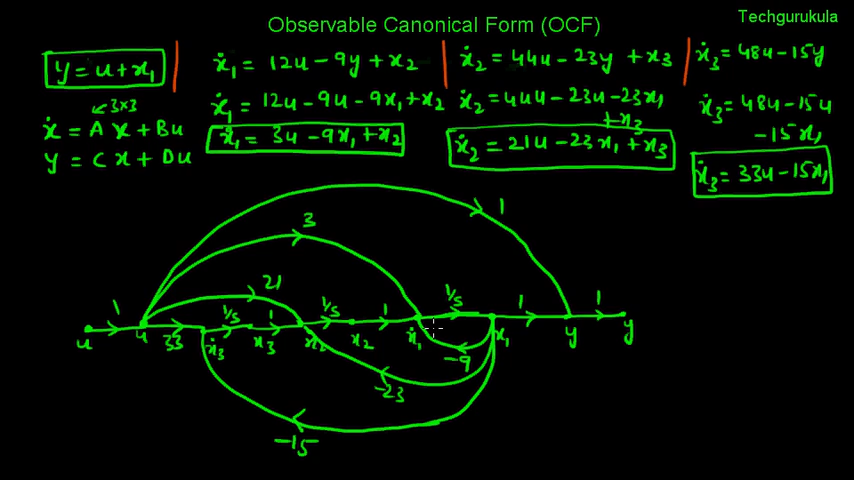 Observable Canonical Form (OCF)
Techgurukula
y = u + x₁
ẋ₁ = 12u - 9y + x₂
ẋ₂ = 44u - 23y + x₃
ẋ₃ = 48u - 15y
3×3
ẋ = A x + Bu
y = C x + Du
ẋ₁ = 12u - 9u - 9x₁ + x₂
ẋ₁ = 3u - 9x₁ + x₂
ẋ₂ = 44u - 23u - 23x₁
+ x₃
ẋ₂ = 21u - 23x₁ + x₃
ẋ₃ = 48u - 15u
- 15x₁
ẋ₃ = 33u - 15x₁
1
3
21
1 33 1/s 1 1/s 1 1/s 1 1
u u ẋ₃ x₃ ẋ₂ x₂ ẋ₁ x₁ y y
-9
-23
-15